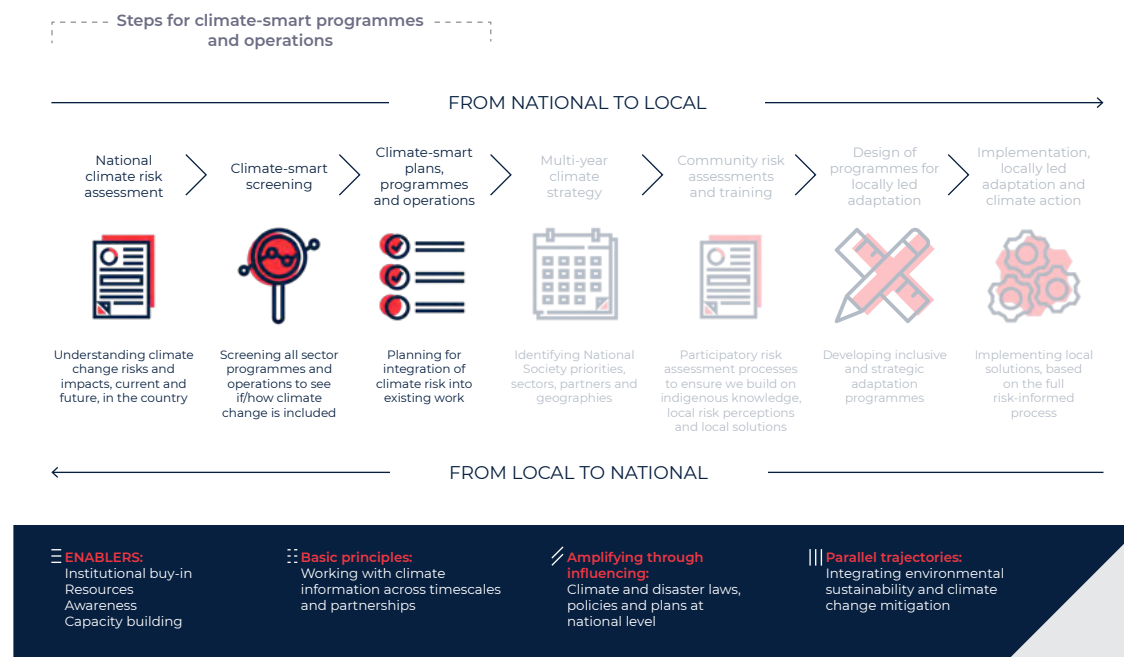 Steps for climate-smart programmes
and operations
FROM NATIONAL TO LOCAL
National
climate risk
assessment
Climate-smart
screening
Climate-smart
plans,
programmes
and operations
Multi-year
climate
strategy
Community risk
assessments
and training
Design of
programmes for
locally led
adaptation
Implementation,
locally led
adaptation and
climate action
Understanding climate
change risks and
impacts, current and
future, in the country
Screening all sector
programmes and
operations to see
if/how climate
change is included
Planning for
integration of
climate risk into
existing work
Identifying National
Society priorities,
sectors, partners and
geographies
Participatory risk
assessment processes
to ensure we build on
indigenous knowledge,
local risk perceptions
and local solutions
Developing inclusive
and strategic
adaptation
programmes
Implementing local
solutions, based
on the full
risk-informed
process
FROM LOCAL TO NATIONAL
ENABLERS:
Institutional buy-in
Resources
Awareness
Capacity building
Basic principles:
Working with climate
information across timescales
and partnerships
Amplifying through
influencing:
Climate and disaster laws,
policies and plans at
national level
Parallel trajectories:
Integrating environmental
sustainability and climate
change mitigation